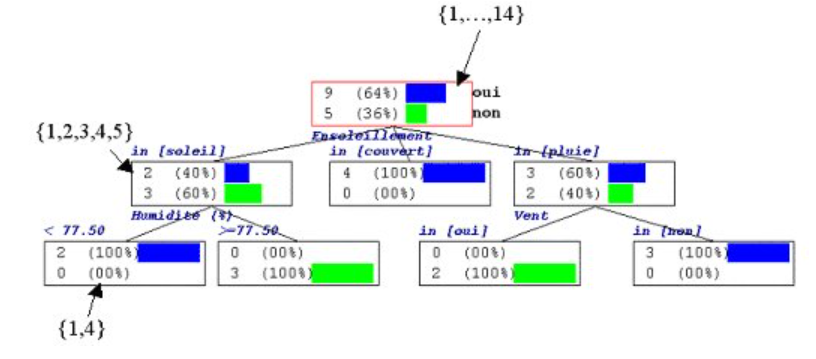 {1,…,14}
9 (64%) oui
5 (36%) non
{1,2,3,4,5}
Ensoleillement
in [soleil] in [couvert] in [pluie]
2 (40%) 4 (100%) 3 (60%)
3 (60%) 0 (00%) 2 (40%)
Humidité (%) Vent
< 77.50 >=77.50 in [oui] in [non]
2 (100%) 0 (00%) 0 (00%) 3 (100%)
0 (00%) 3 (100%) 2 (100%) 0 (00%)
{1,4}